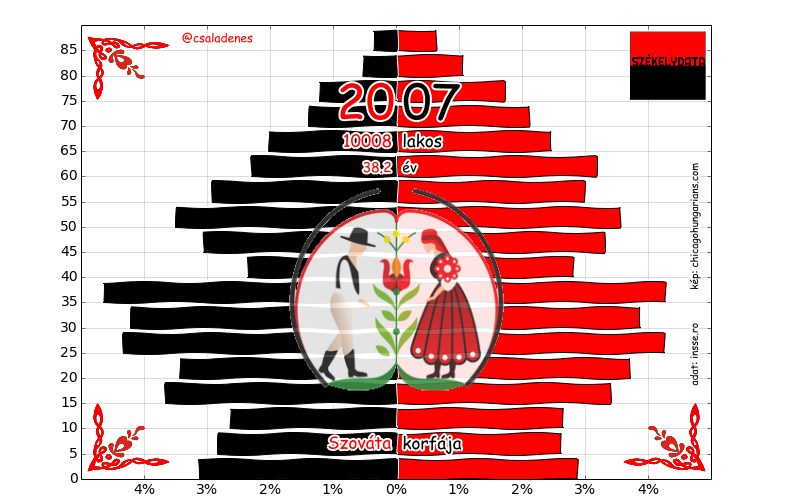 @csaladenes
SZÉKELYDATA
2007
10008 lakos
38,2 év
kép: chicagohungarians.com
adat: insse.ro
Szováta korfája
85
80
75
70
65
60
55
50
45
40
35
30
25
20
15
10
5
0
4% 3% 2% 1% 0% 1% 2% 3% 4%